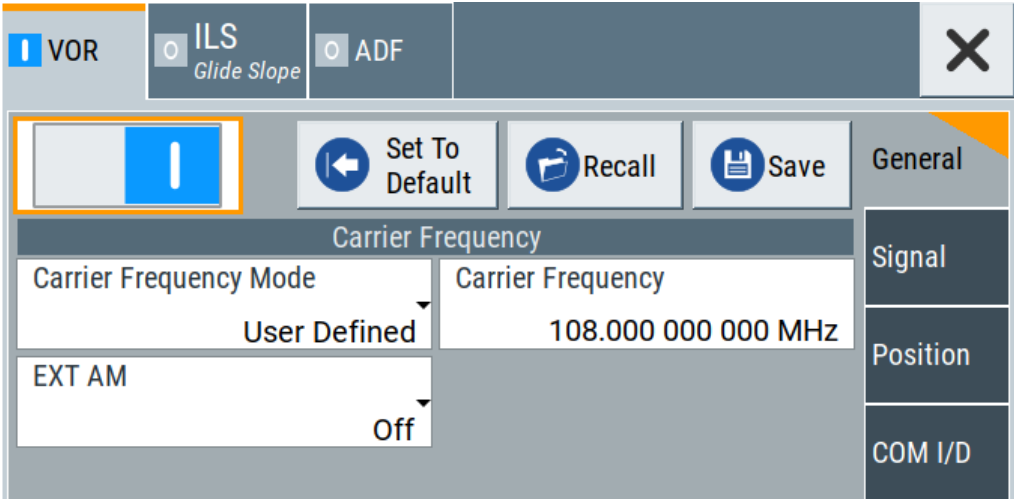 VOR
ILS
Glide Slope
ADF
Set To
Default
Recall
Save
General
Carrier Frequency
Carrier Frequency Mode
User Defined
Carrier Frequency
108.000 000 000 MHz
EXT AM
Off
Signal
Position
COM I/D